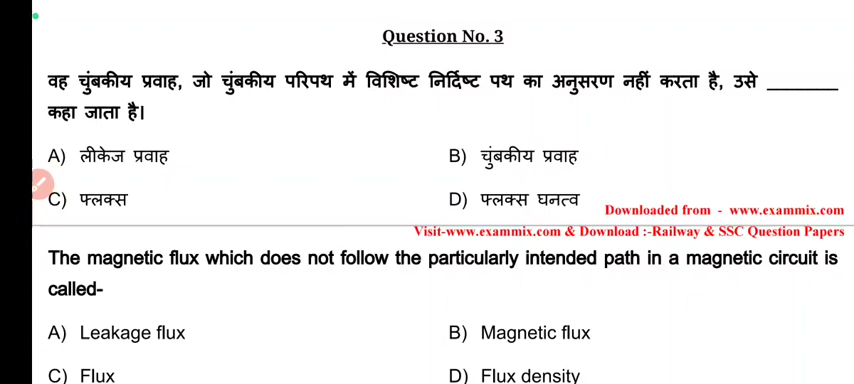 Question No. 3
वह चुंबकीय प्रवाह, जो चुंबकीय परिपथ में विशिष्ट निर्दिष्ट पथ का अनुसरण नहीं करता है, उसे ________
कहा जाता है।
A) लीकेज प्रवाह
B) चुंबकीय प्रवाह
C) फ्लक्स
D) फ्लक्स घनत्व
Downloaded from - www.exammix.com
Visit-www.exammix.com & Download :-Railway & SSC Question Papers
The magnetic flux which does not follow the particularly intended path in a magnetic circuit is
called-
A) Leakage flux
B) Magnetic flux
C) Flux
D) Flux density